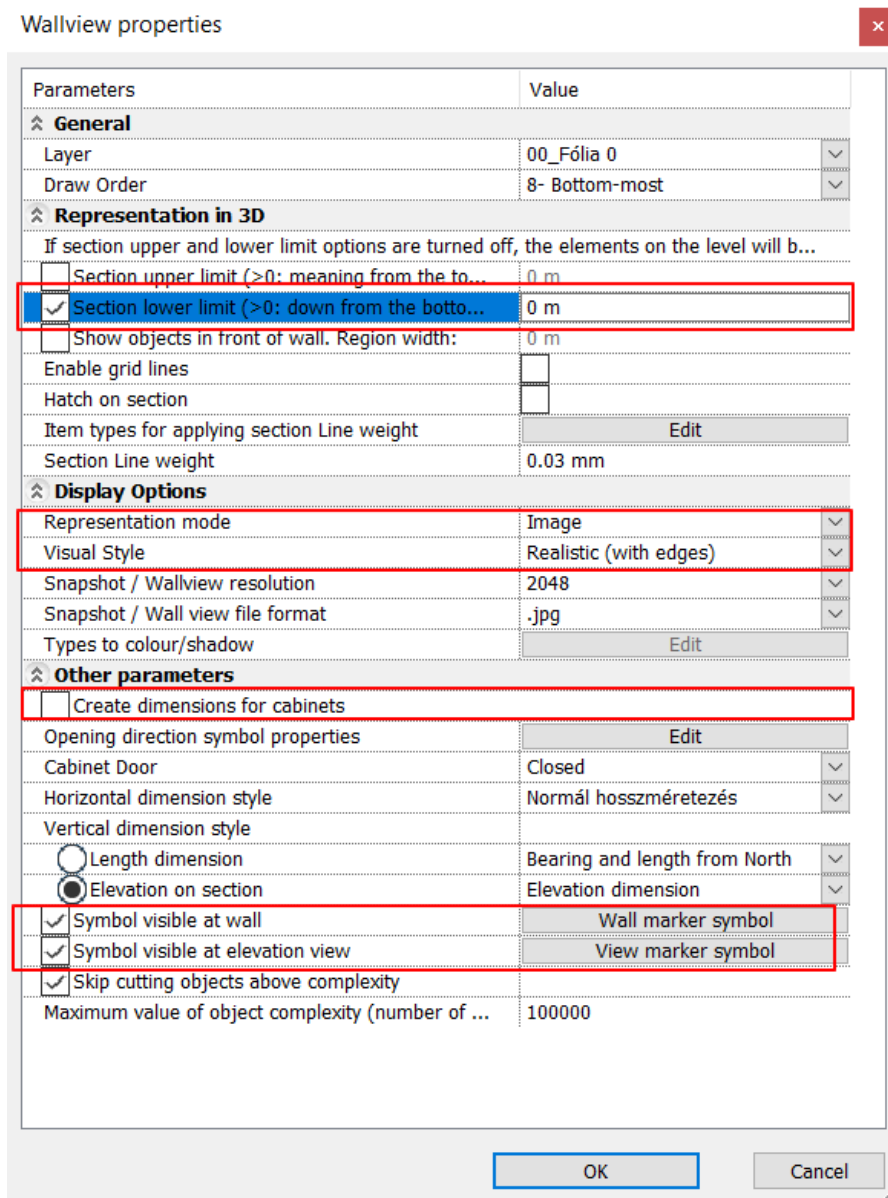 Wallview properties
Parameters Value
General
Layer 00_Fólia 0
Draw Order 8- Bottom-most
Representation in 3D
If section upper and lower limit options are turned off, the elements on the level will b...
Section upper limit (>0: meaning from the to... 0 m
Section lower limit (>0: down from the botto... 0 m
Show objects in front of wall. Region width: 0 m
Enable grid lines
Hatch on section
Item types for applying section Line weight Edit
Section Line weight 0.03 mm
Display Options
Representation mode Image
Visual Style Realistic (with edges)
Snapshot / Wallview resolution 2048
Snapshot / Wall view file format .jpg
Types to colour/shadow Edit
Other parameters
Create dimensions for cabinets
Opening direction symbol properties Edit
Cabinet Door Closed
Horizontal dimension style Normál hosszméretezés
Vertical dimension style
Length dimension Bearing and length from North
Elevation on section Elevation dimension
Symbol visible at wall Wall marker symbol
Symbol visible at elevation view View marker symbol
Skip cutting objects above complexity
Maximum value of object complexity (number of ... 100000
OK Cancel